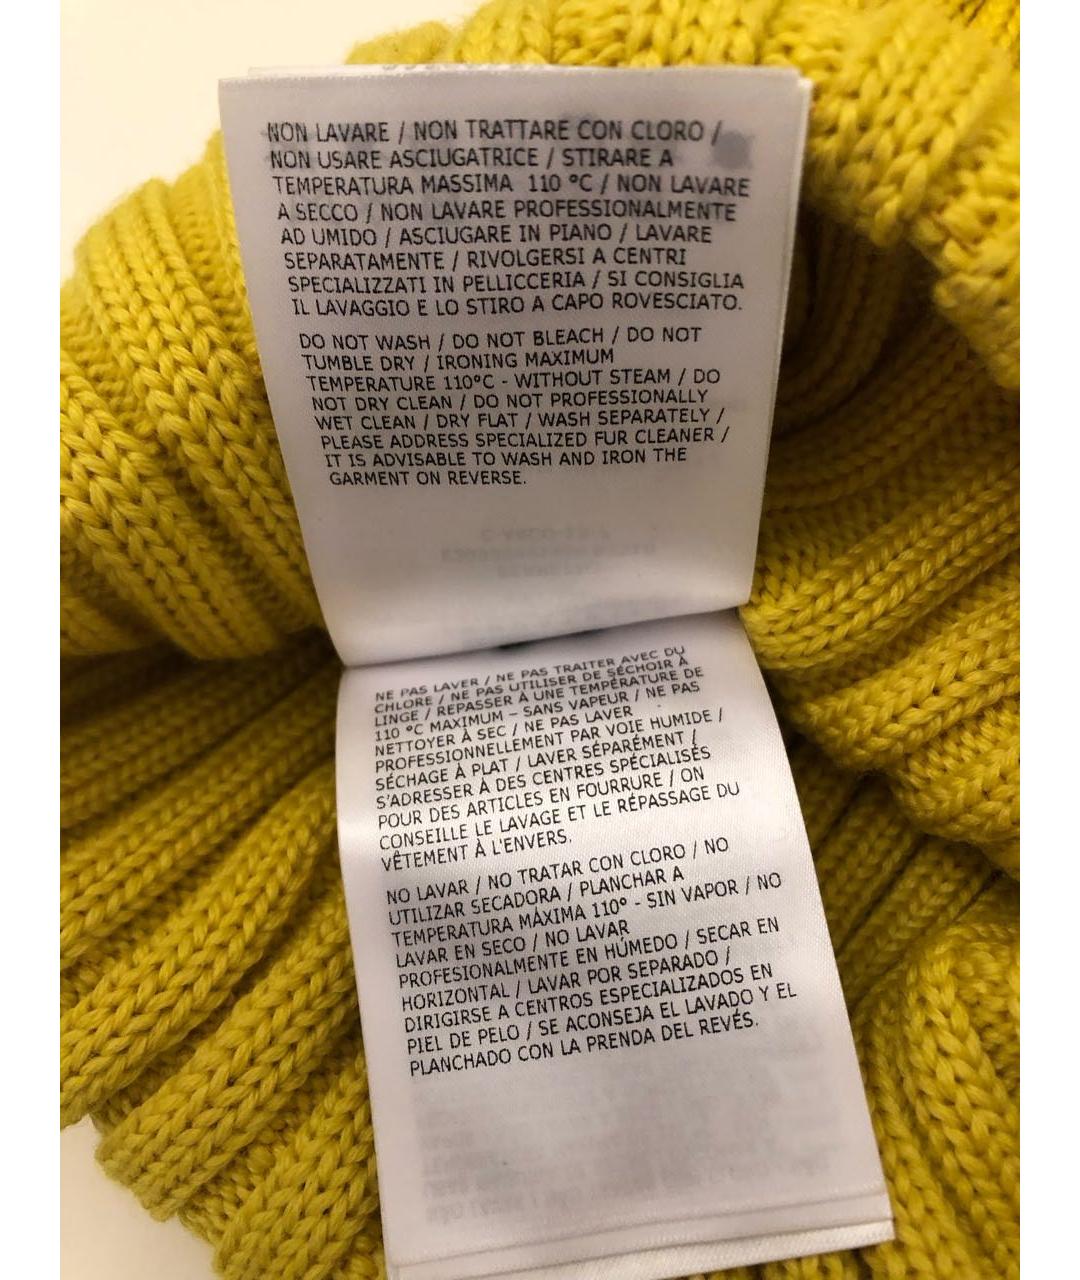 NON LAVARE / NON TRATTARE CON CLORO /
NON USARE ASCIUGATRICE / STIRARE A
TEMPERATURA MASSIMA 110 °C / NON LAVARE
A SECCO / NON LAVARE PROFESSIONALMENTE
AD UMIDO / ASCIUGARE IN PIANO / LAVARE
SEPARATAMENTE / RIVOLGERSI A CENTRI
SPECIALIZZATI IN PELLICCERIA / SI CONSIGLIA
IL LAVAGGIO E LO STIRO A CAPO ROVESCIATO.
DO NOT WASH / DO NOT BLEACH / DO NOT
TUMBLE DRY / IRONING MAXIMUM
TEMPERATURE 110°C - WITHOUT STEAM / DO
NOT DRY CLEAN / DO NOT PROFESSIONALLY
WET CLEAN / DRY FLAT / WASH SEPARATELY /
PLEASE ADDRESS SPECIALIZED FUR CLEANER /
IT IS ADVISABLE TO WASH AND IRON THE
GARMENT ON REVERSE.
NE PAS LAVER / NE PAS TRAITER AVEC DU
CHLORE / NE PAS UTILISER DE SÉCHOIR À
LINGE / REPASSER À UNE TEMPÉRATURE DE
110 °C MAXIMUM – SANS VAPEUR / NE PAS
NETTOYER À SEC / NE PAS LAVER
PROFESSIONNELLEMENT PAR VOIE HUMIDE /
SÉCHAGE À PLAT / LAVER SÉPARÉMENT /
S'ADRESSER À DES CENTRES SPÉCIALISÉS
POUR DES ARTICLES EN FOURRURE / ON
CONSEILLE LE LAVAGE ET LE RÉPASSAGE DU
VÊTEMENT À L'ENVERS.
NO LAVAR / NO TRATAR CON CLORO / NO
UTILIZAR SECADORA / PLANCHAR A
TEMPERATURA MÁXIMA 110° - SIN VAPOR / NO
LAVAR EN SECO / NO LAVAR
PROFESIONALMENTE EN HÚMEDO / SECAR EN
HORIZONTAL / LAVAR POR SEPARADO /
DIRIGIRSE A CENTROS ESPECIALIZADOS EN
PIEL DE PELO / SE ACONSEJA EL LAVADO Y EL
PLANCHADO CON LA PRENDA DEL REVÉS.